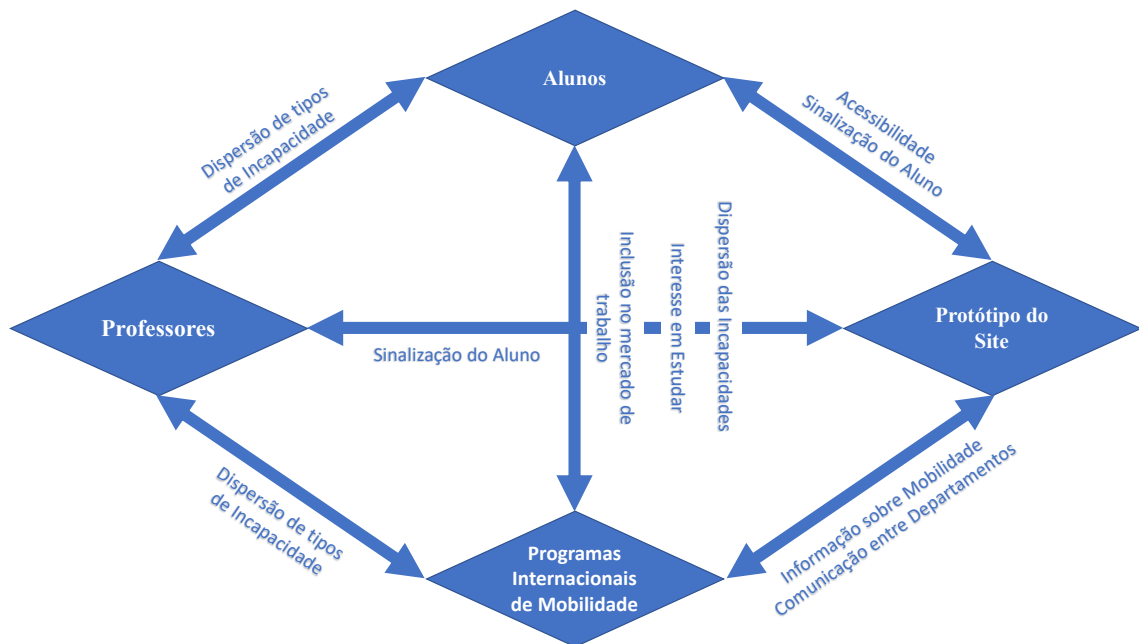 Alunos
Dispersão de tipos
de Incapacidade
Acessibilidade
Sinalização do Aluno
Dispersão das Incapacidades
Interesse em Estudar
Inclusão no mercado de
trabalho
Professores
Protótipo do
Site
Sinalização do Aluno
Dispersão de tipos
de Incapacidade
Informação sobre Mobilidade
Comunicação entre Departamentos
Programas
Internacionais
de Mobilidade